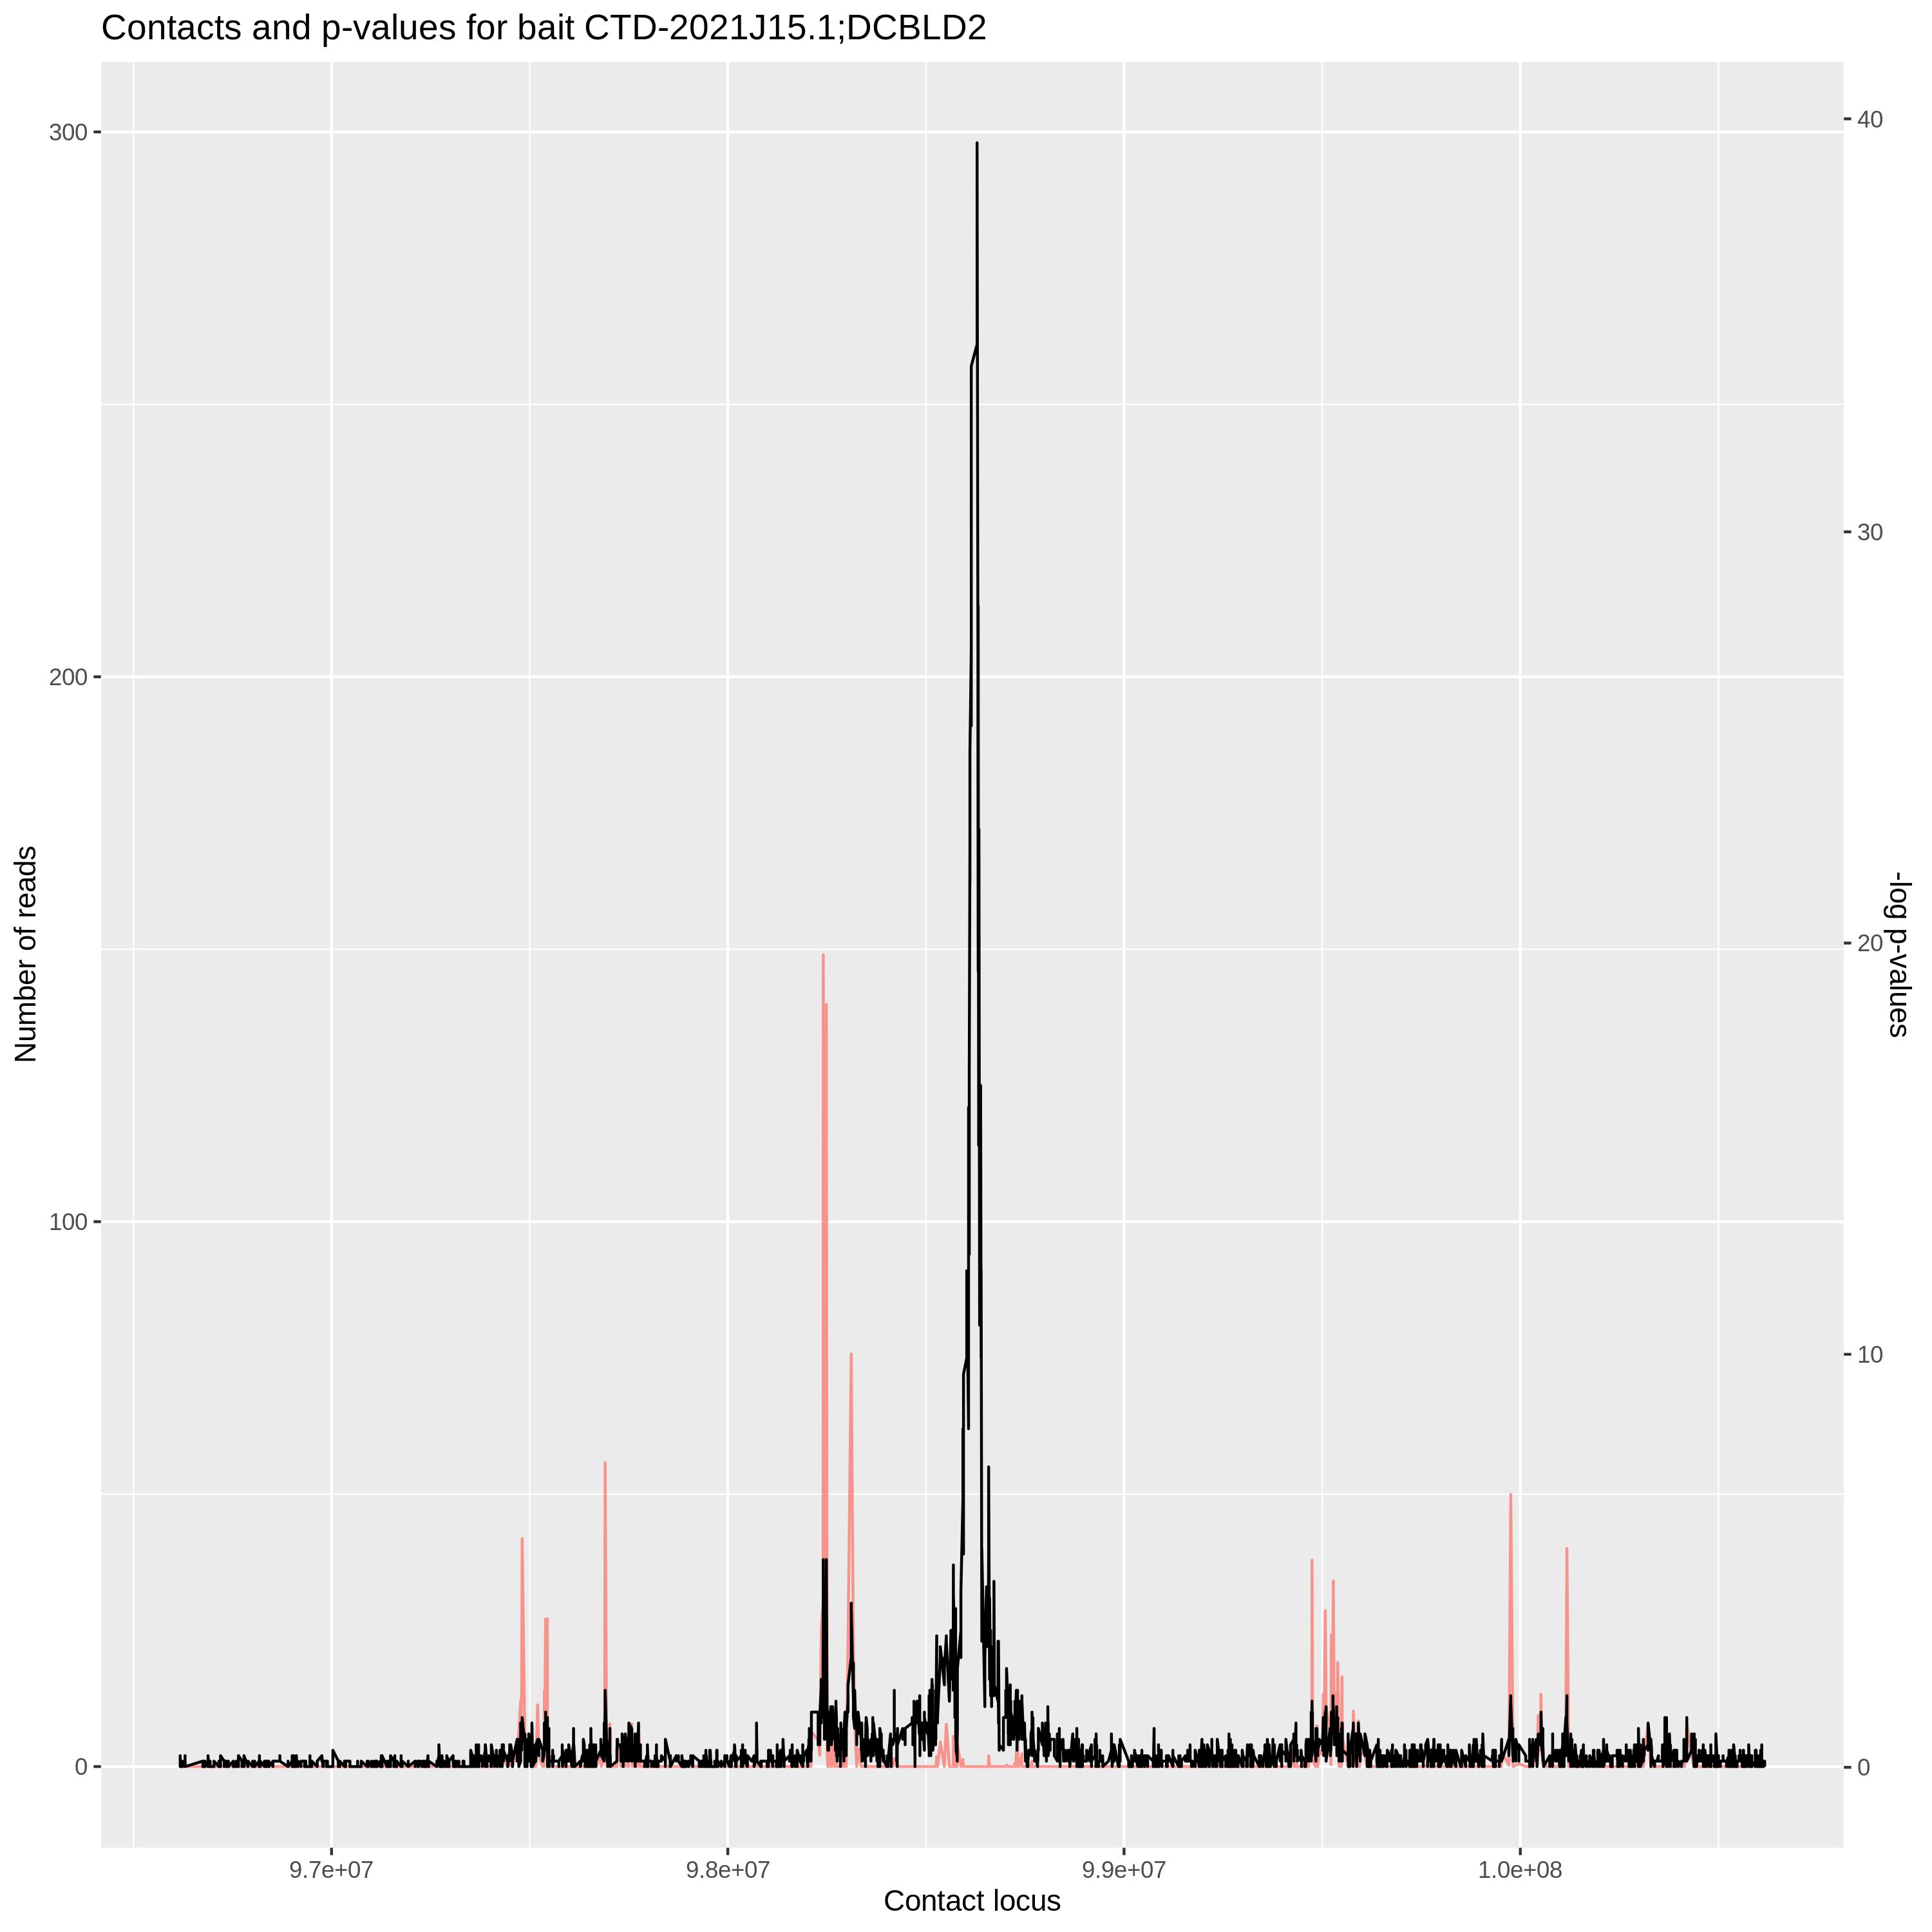 Contacts and p-values for bait CTD-2021J15.1;DCBLD2
300
200
100
0
Number of reads
40
30
20
10
0
-log p-values
9.7e+07 9.8e+07 9.9e+07 1.0e+08
Contact locus